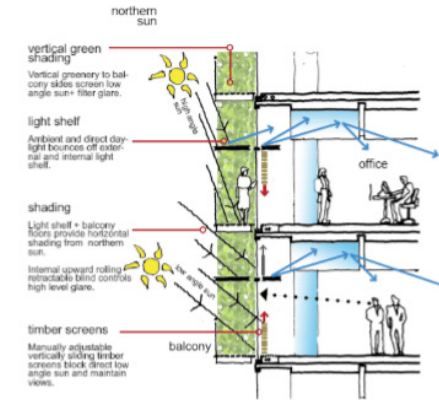 northern
sun
vertical green
shading
Vertical greenery to bal-
cony sides screen low
angle sun+ filter glare.
high angle
sun
light shelf
Ambient and direct day-
light bounces off exter-
nal and internal light
shelf.
office
shading
Light shelf + balcony
floors provide horizontal
shading from northern
sun.
Internal upward rolling
retractable blind controls
high level glare.
low angle sun
timber screens
Manually adjustable
vertically sliding timber
screens block direct low
angle sun and maintain
views.
balcony